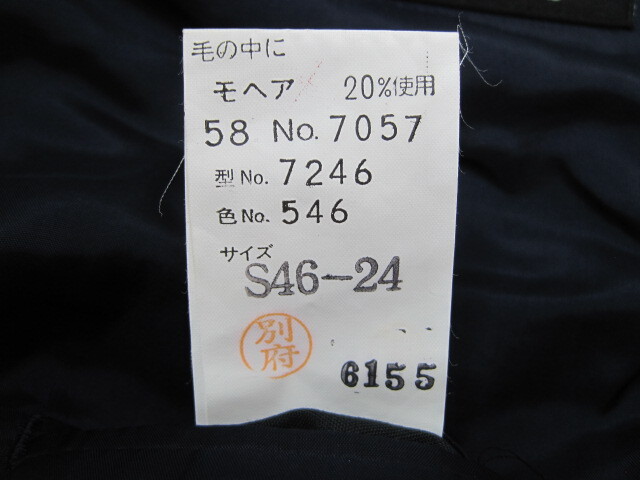 毛の中に
モヘア 20%使用
58 No. 7057
型No. 7246
色No. 546
サイズ
S46-24
別府
6155